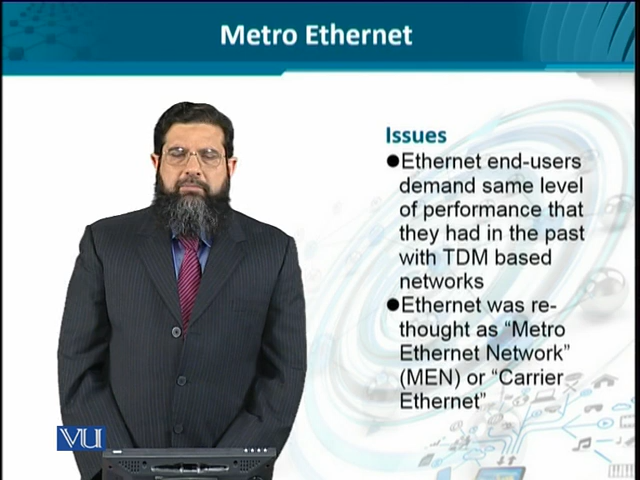 Metro Ethernet
Issues
●Ethernet end-users
demand same level
of performance that
they had in the past
with TDM based
networks
●Ethernet was re-
thought as “Metro
Ethernet Network”
(MEN) or “Carrier
Ethernet”
VU